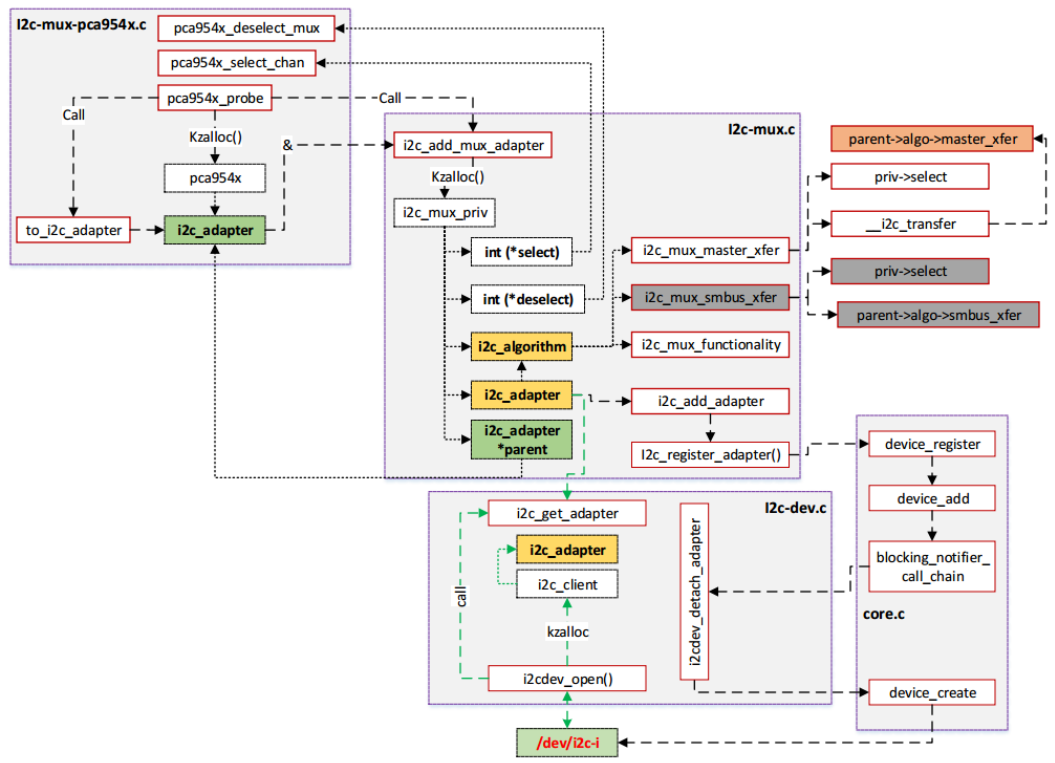 I2c-mux-pca954x.c
pca954x_deselect_mux
pca954x_select_chan
pca954x_probe
Call
Call
Kzalloc()
&
pca954x
to_i2c_adapter
i2c_adapter
I2c-mux.c
i2c_add_mux_adapter
Kzalloc()
i2c_mux_priv
int (*select)
int (*deselect)
i2c_algorithm
i2c_adapter
i2c_adapter
*parent
i2c_mux_master_xfer
i2c_mux_smbus_xfer
i2c_mux_functionality
i2c_add_adapter
I2c_register_adapter()
parent->algo->master_xfer
priv->select
__i2c_transfer
priv->select
parent->algo->smbus_xfer
device_register
device_add
blocking_notifier_
call_chain
core.c
device_create
I2c-dev.c
i2c_get_adapter
i2c_adapter
i2c_client
call
kzalloc
i2cdev_open()
i2cdev_detach_adapter
/dev/i2c-i